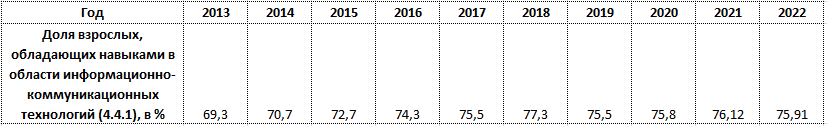 Год 2013 2014 2015 2016 2017 2018 2019 2020 2021 2022
Доля взрослых,
обладающих навыками в
области информационно-
коммуникационных
технологий (4.4.1), в % 69,3 70,7 72,7 74,3 75,5 77,3 75,5 75,8 76,12 75,91